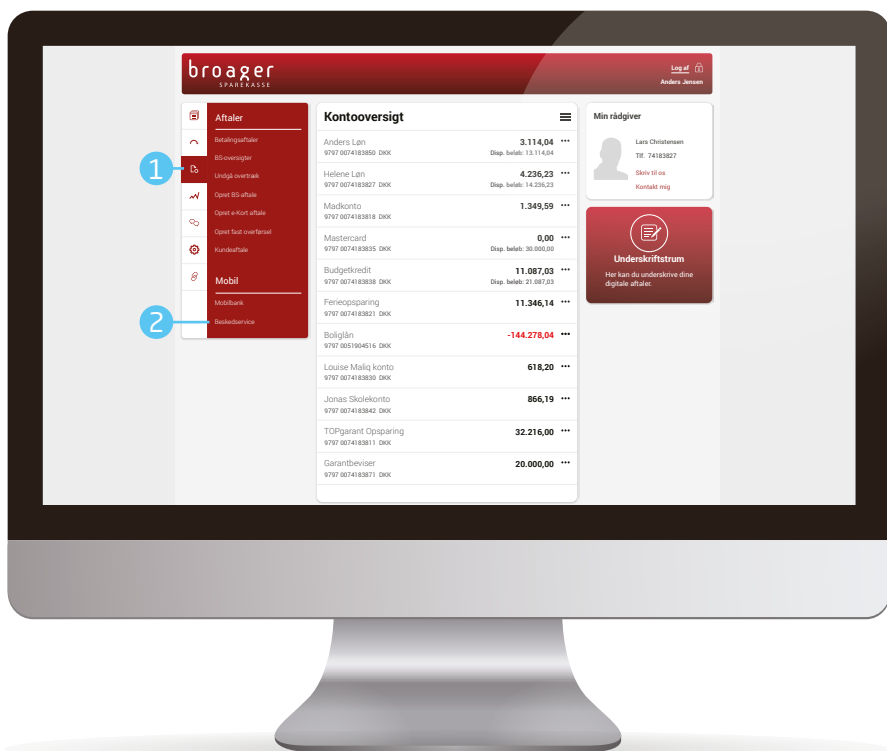 broager
SPAREKASSE
Log af
Anders Jensen
1
2
Aftaler
Betalingsaftaler
BS-oversigter
Undgå overtræk
Opret BS-aftale
Opret e-Kort aftale
Opret fast overførsel
Kundeaftale
Mobil
Mobilbank
Beskedservice
Kontooversigt
Anders Løn 3.114,04
9797 0074183850 DKK Disp. beløb: 13.114,04
Helene Løn 4.236,23
9797 0074183827 DKK Disp. beløb: 14.236,23
Madkonto 1.349,59
9797 0074183818 DKK
Mastercard 0,00
9797 0074183835 DKK Disp. beløb: 30.000,00
Budgetkredit 11.087,03
9797 0074183838 DKK Disp. beløb: 21.087,03
Ferieopsparing 11.346,14
9797 0074183821 DKK
Boliglån -144.278,04
9797 0051904516 DKK
Louise Maliq konto 618,20
9797 0074183830 DKK
Jonas Skolekonto 866,19
9797 0074183842 DKK
TOPgarant Opsparing 32.216,00
9797 0074183811 DKK
Garantbeviser 20.000,00
9797 0074183871 DKK
Min rådgiver
Lars Christensen
Tlf. 74183827
Skriv til os
Kontakt mig
Underskriftstrum
Her kan du underskrive dine
digitale aftaler.